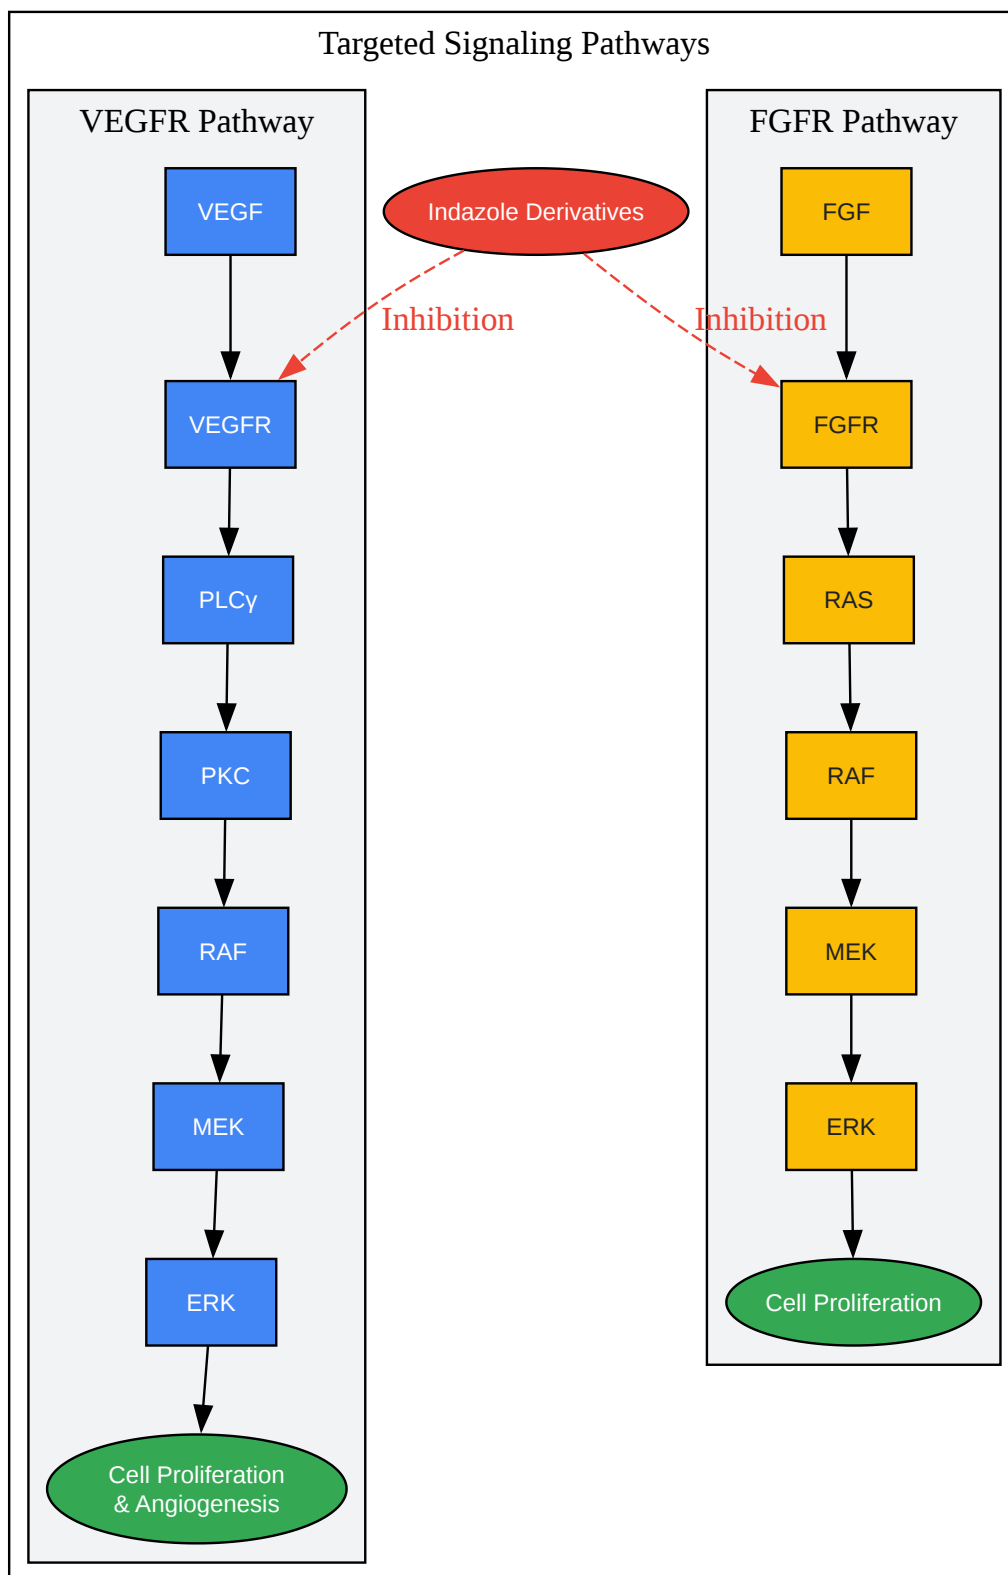 Targeted Signaling Pathways
VEGFR Pathway
VEGF
VEGFR
PLCγ
PKC
RAF
MEK
ERK
Cell Proliferation
& Angiogenesis
Indazole Derivatives
Inhibition
Inhibition
FGFR Pathway
FGF
FGFR
RAS
RAF
MEK
ERK
Cell Proliferation